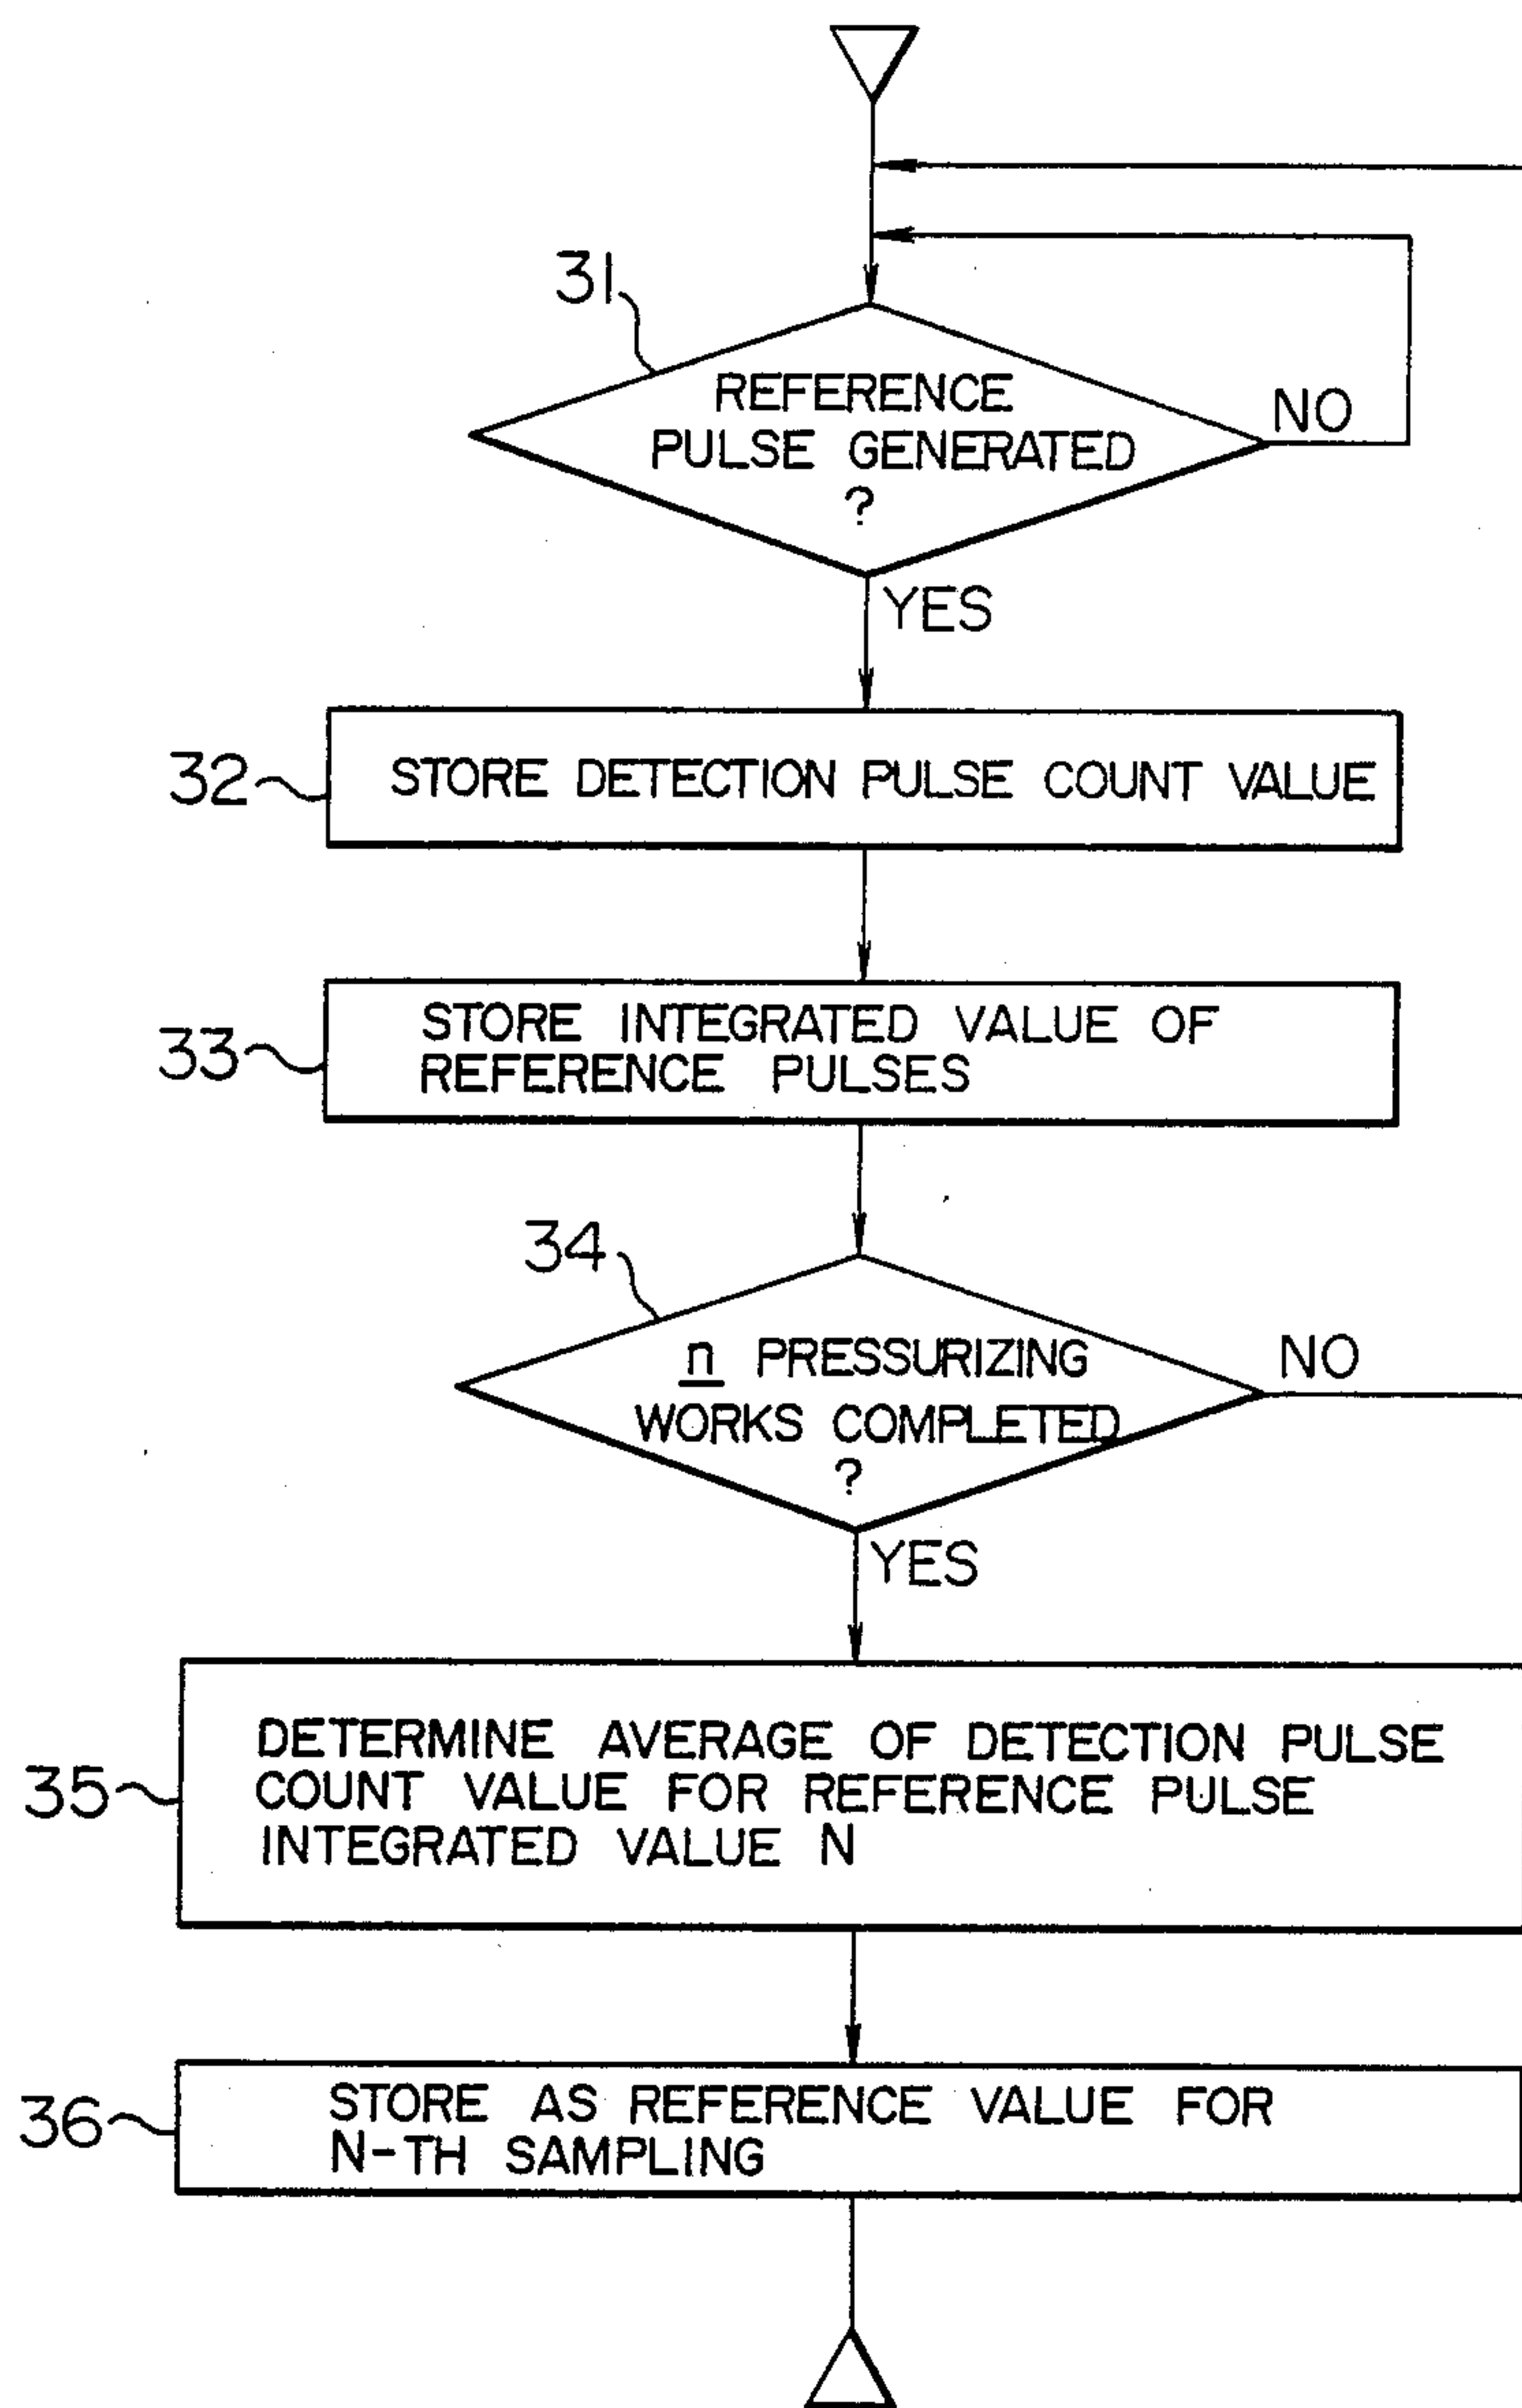 31
REFERENCE
PULSE GENERATED
?
NO
YES
32
STORE DETECTION PULSE COUNT VALUE
33
STORE INTEGRATED VALUE OF
REFERENCE PULSES
34
n PRESSURIZING
WORKS COMPLETED
?
NO
YES
35
DETERMINE AVERAGE OF DETECTION PULSE
COUNT VALUE FOR REFERENCE PULSE
INTEGRATED VALUE N
36
STORE AS REFERENCE VALUE FOR
N-TH SAMPLING